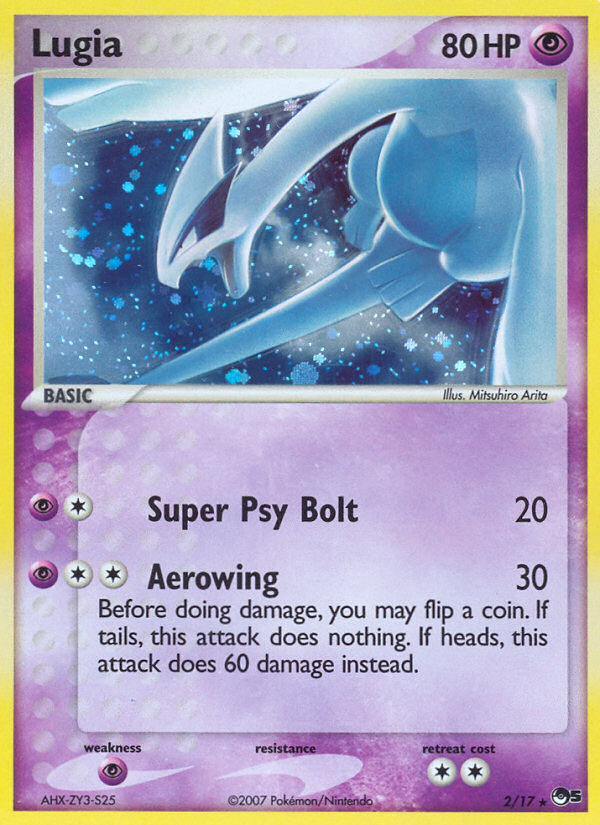 Lugia 80 HP
BASIC Illus. Mitsuhiro Arita
Super Psy Bolt 20
Aerowing 30
Before doing damage, you may flip a coin. If
tails, this attack does nothing. If heads, this
attack does 60 damage instead.
weakness resistance retreat cost
AHX-ZY3-S25 ©2007 Pokémon/Nintendo 2/17 ★ 5